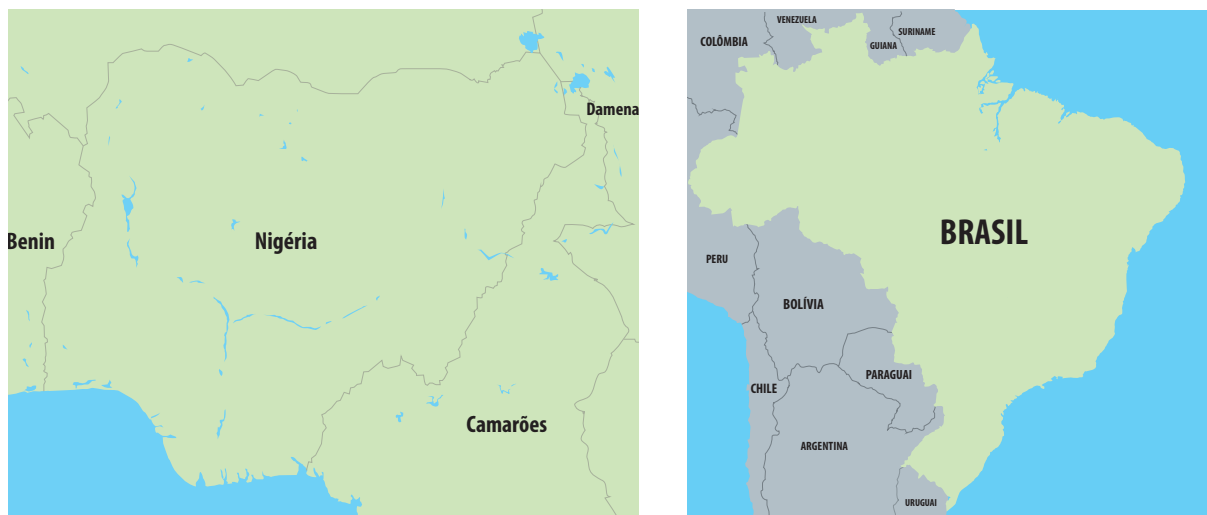 Damena
Benin
Nigéria
Camarões
VENEZUELA
COLÔMBIA
GUIANA
SURINAME
BRASIL
PERU
BOLÍVIA
PARAGUAI
CHILE
ARGENTINA
URUGUAI